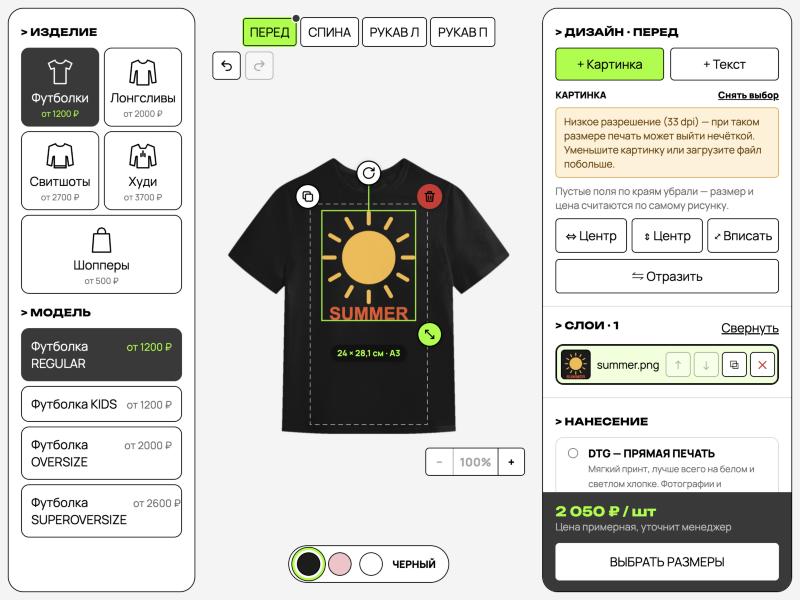 > ИЗДЕЛИЕ
Футболки
от 1200 ₽
Лонгсливы
от 2000 ₽
Свитшоты
от 2700 ₽
Худи
от 3700 ₽
Шопперы
от 500 ₽
> МОДЕЛЬ
Футболка от 1200 ₽
REGULAR
Футболка KIDS от 1200 ₽
Футболка от 2000 ₽
OVERSIZE
Футболка от 2600 ₽
SUPEROVERSIZE
ПЕРЕД СПИНА РУКАВ Л РУКАВ П
SUMMER
24 × 28,1 см · A3
− 100% +
ЧЕРНЫЙ
> ДИЗАЙН · ПЕРЕД
+ Картинка + Текст
КАРТИНКА Снять выбор
Низкое разрешение (33 dpi) — при таком
размере печать может выйти нечёткой.
Уменьшите картинку или загрузите файл
побольше.
Пустые поля по краям убрали — размер и
цена считаются по самому рисунку.
⇔ Центр ⇕ Центр ⤢ Вписать
⇋ Отразить
> СЛОИ · 1 Свернуть
SUMMER
summer.png ↑ ↓
> НАНЕСЕНИЕ
DTG — ПРЯМАЯ ПЕЧАТЬ
Мягкий принт, лучше всего на белом и
светлом хлопке. Фотографии и
2 050 ₽ / шт
Цена примерная, уточнит менеджер
ВЫБРАТЬ РАЗМЕРЫ